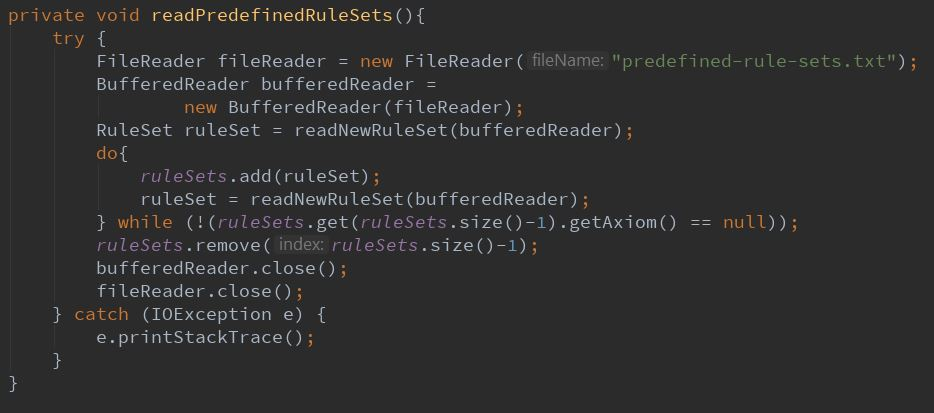 private void readPredefinedRuleSets(){
    try {
        FileReader fileReader = new FileReader( fileName: "predefined-rule-sets.txt");
        BufferedReader bufferedReader =
                new BufferedReader(fileReader);
        RuleSet ruleSet = readNewRuleSet(bufferedReader);
        do{
            ruleSets.add(ruleSet);
            ruleSet = readNewRuleSet(bufferedReader);
        } while (!(ruleSets.get(ruleSets.size()-1).getAxiom() == null));
        ruleSets.remove( index: ruleSets.size()-1);
        bufferedReader.close();
        fileReader.close();
    } catch (IOException e) {
        e.printStackTrace();
    }
}